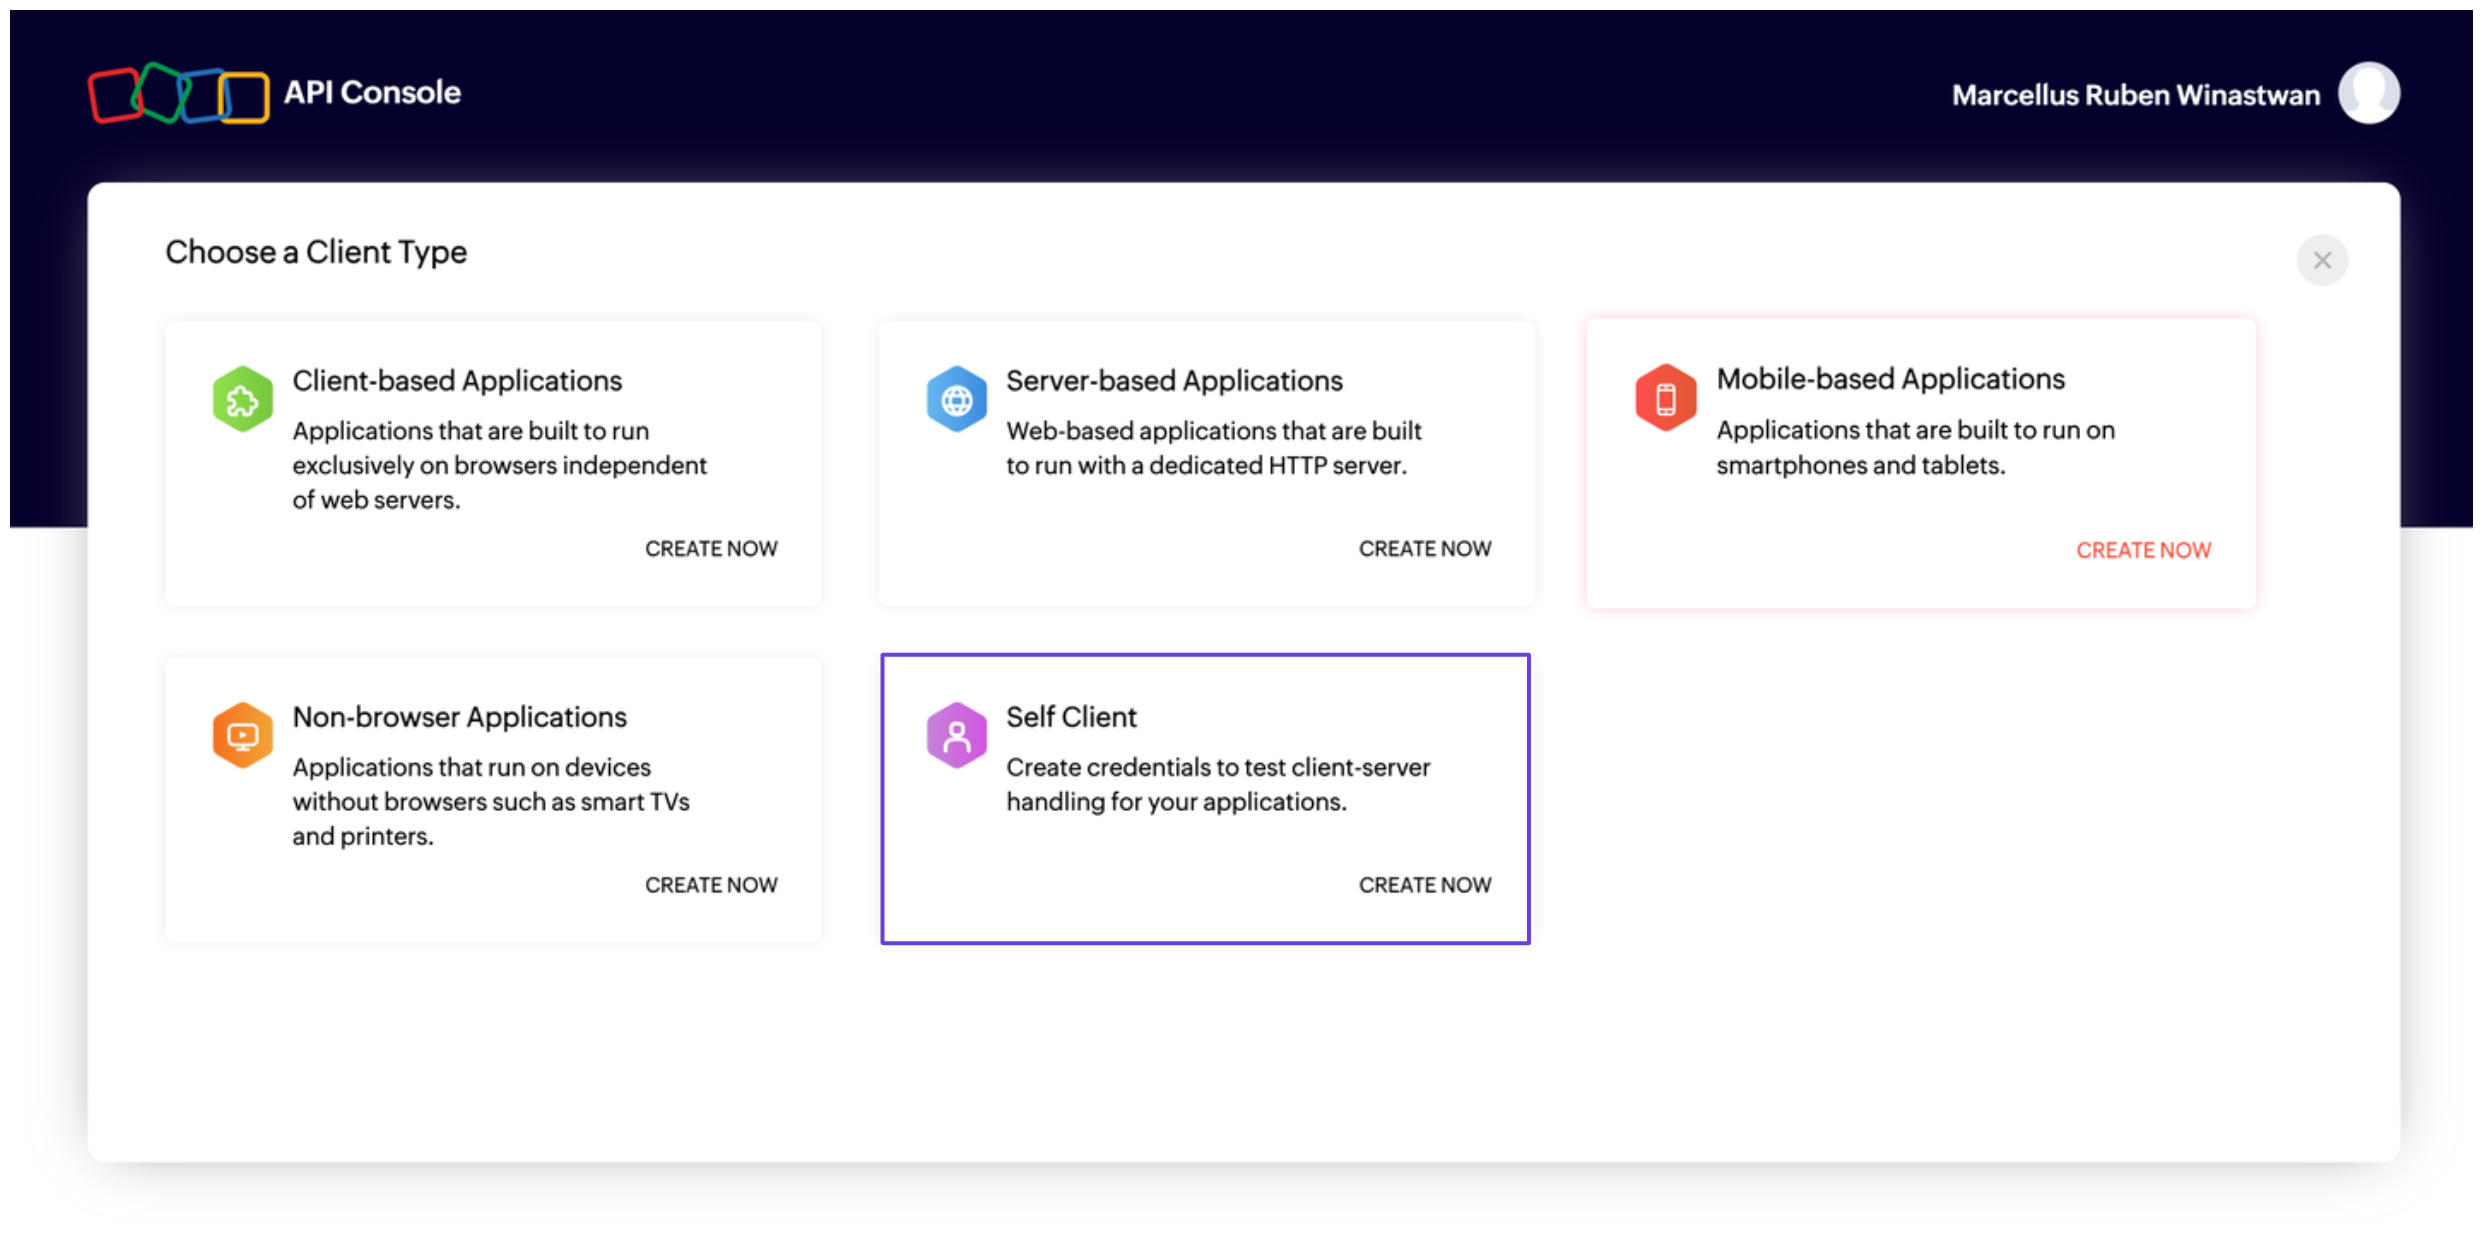 API Console
Marcellus Ruben Winastwan
Choose a Client Type
Client-based Applications
Applications that are built to run
exclusively on browsers independent
of web servers.
CREATE NOW
Server-based Applications
Web-based applications that are built
to run with a dedicated HTTP server.
CREATE NOW
Mobile-based Applications
Applications that are built to run on
smartphones and tablets.
CREATE NOW
Non-browser Applications
Applications that run on devices
without browsers such as smart TVs
and printers.
CREATE NOW
Self Client
Create credentials to test client-server
handling for your applications.
CREATE NOW